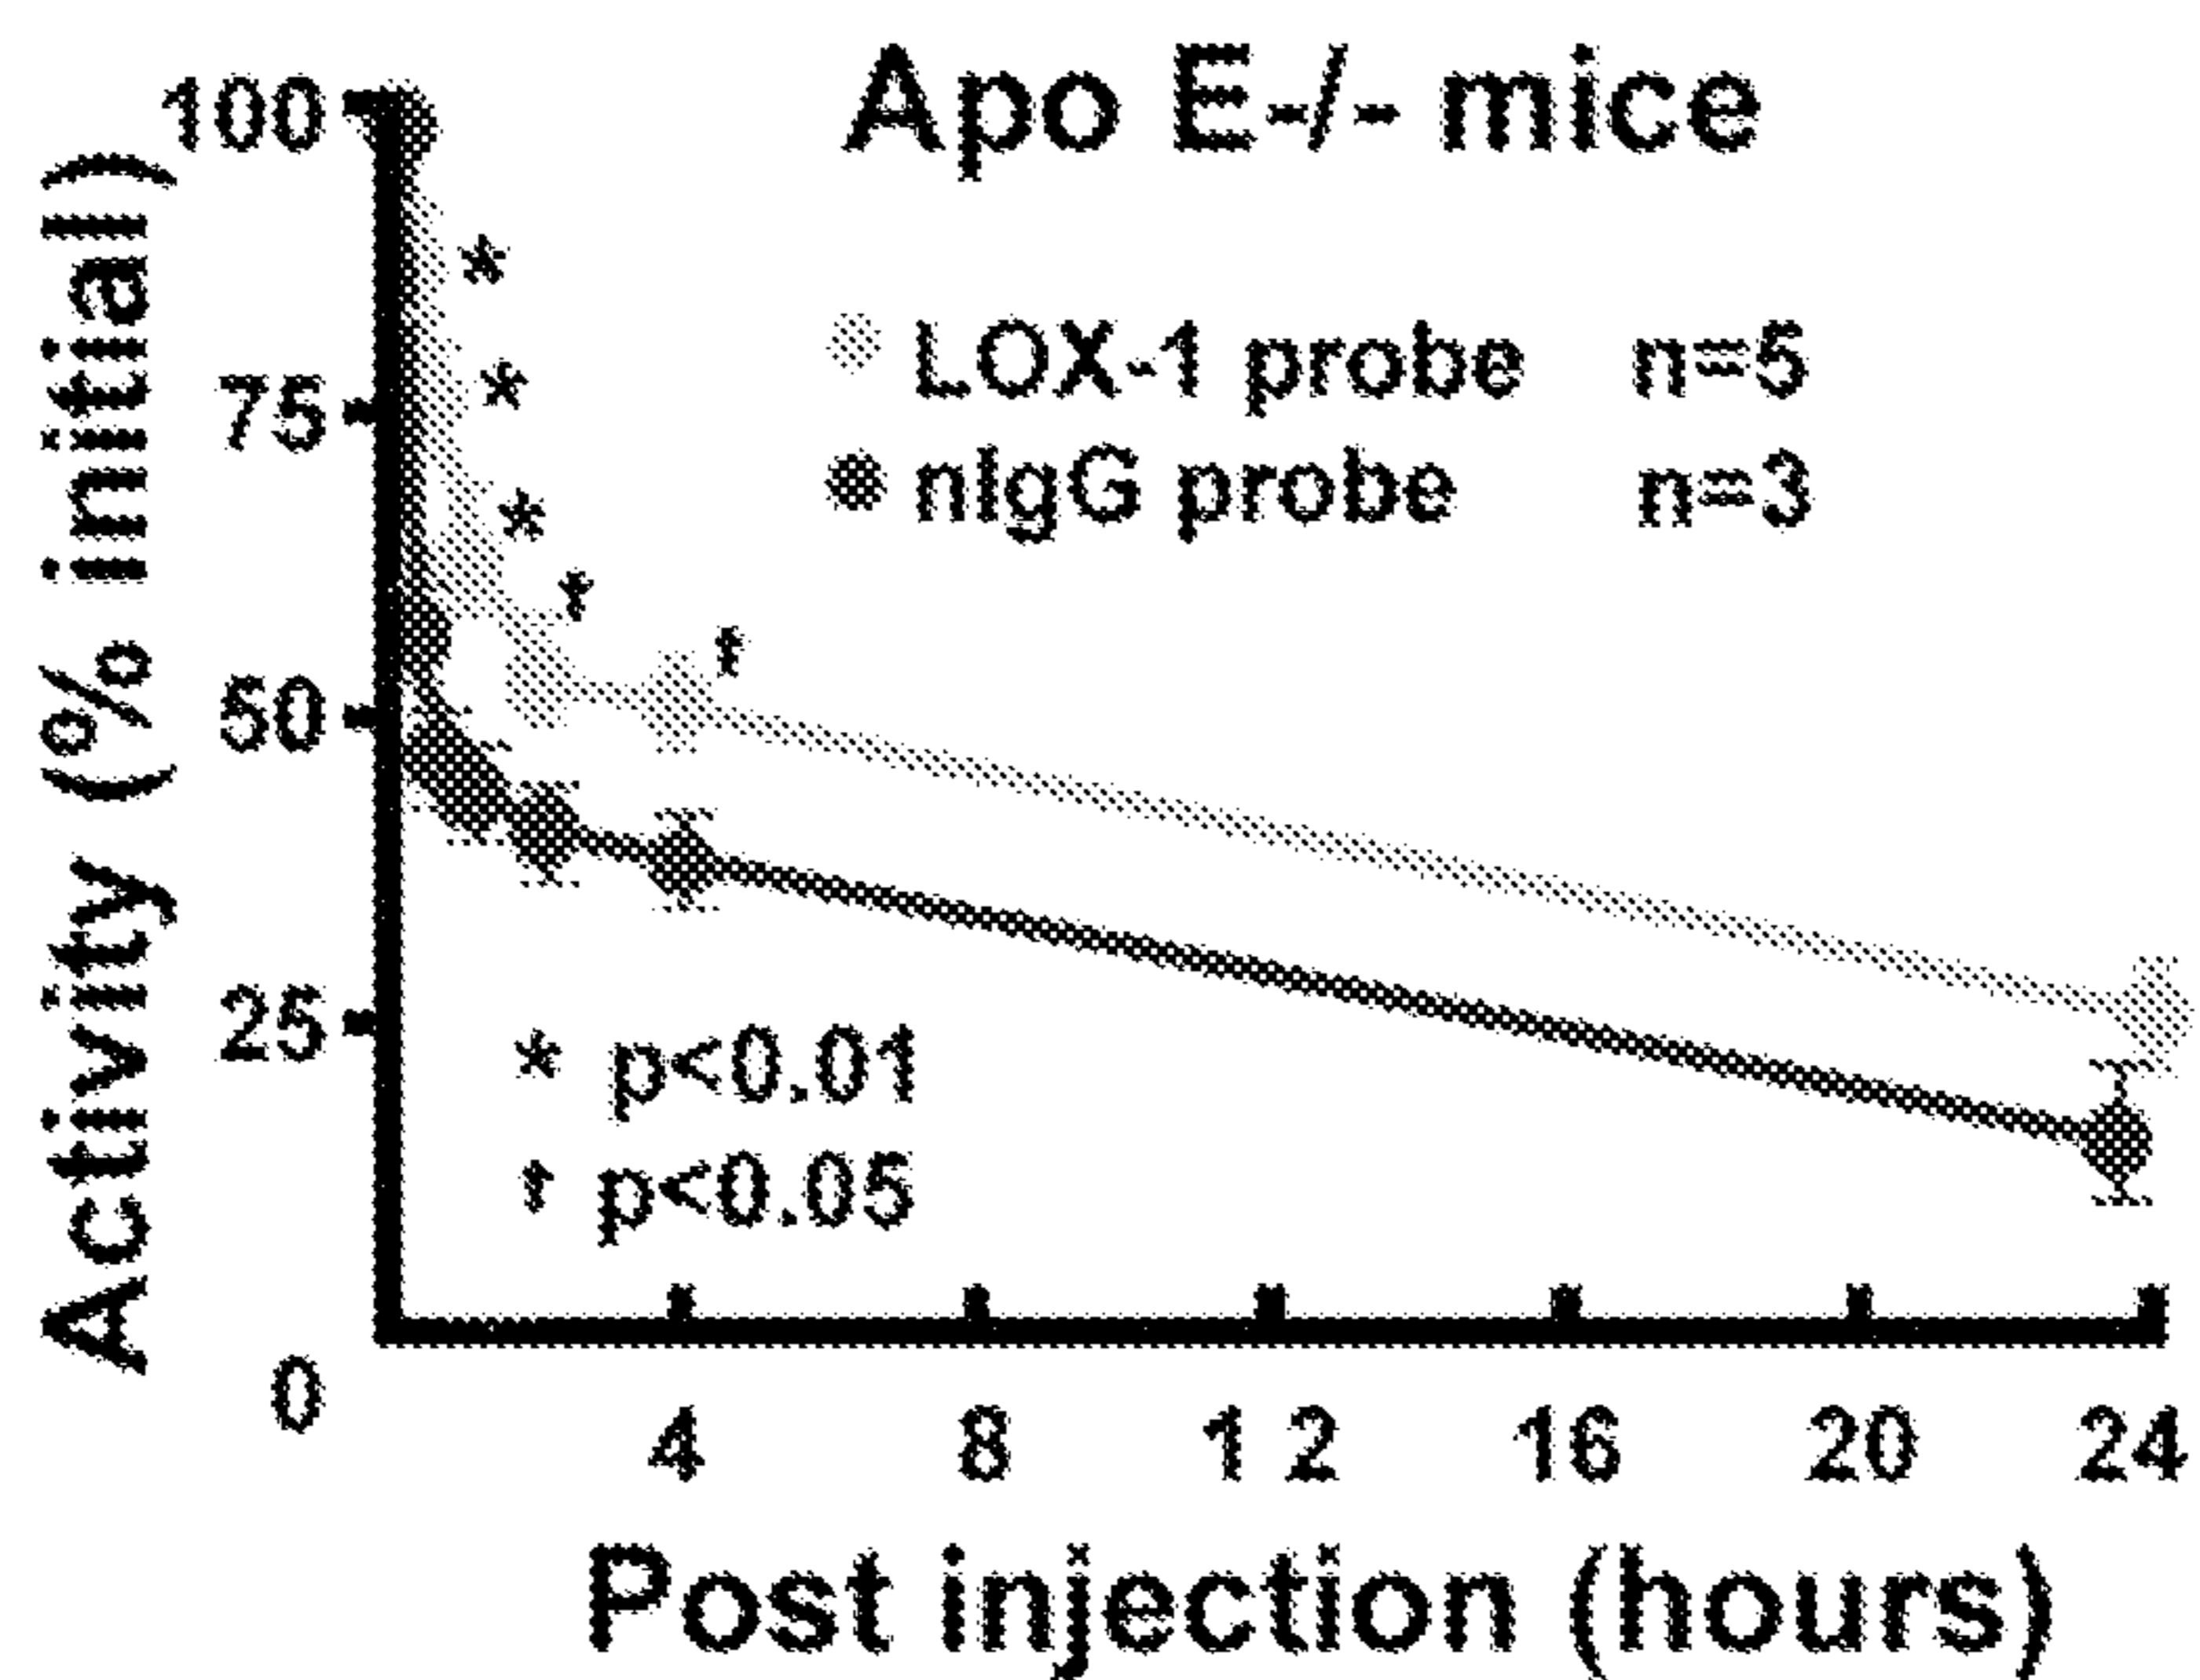 Apo E-/- mice
Activity (% initial)
100
75
50
25
0
*
*
*
†
†
LOX-1 probe n=5
nIgG probe n=3
* p<0.01
† p<0.05
4 8 12 16 20 24
Post injection (hours)